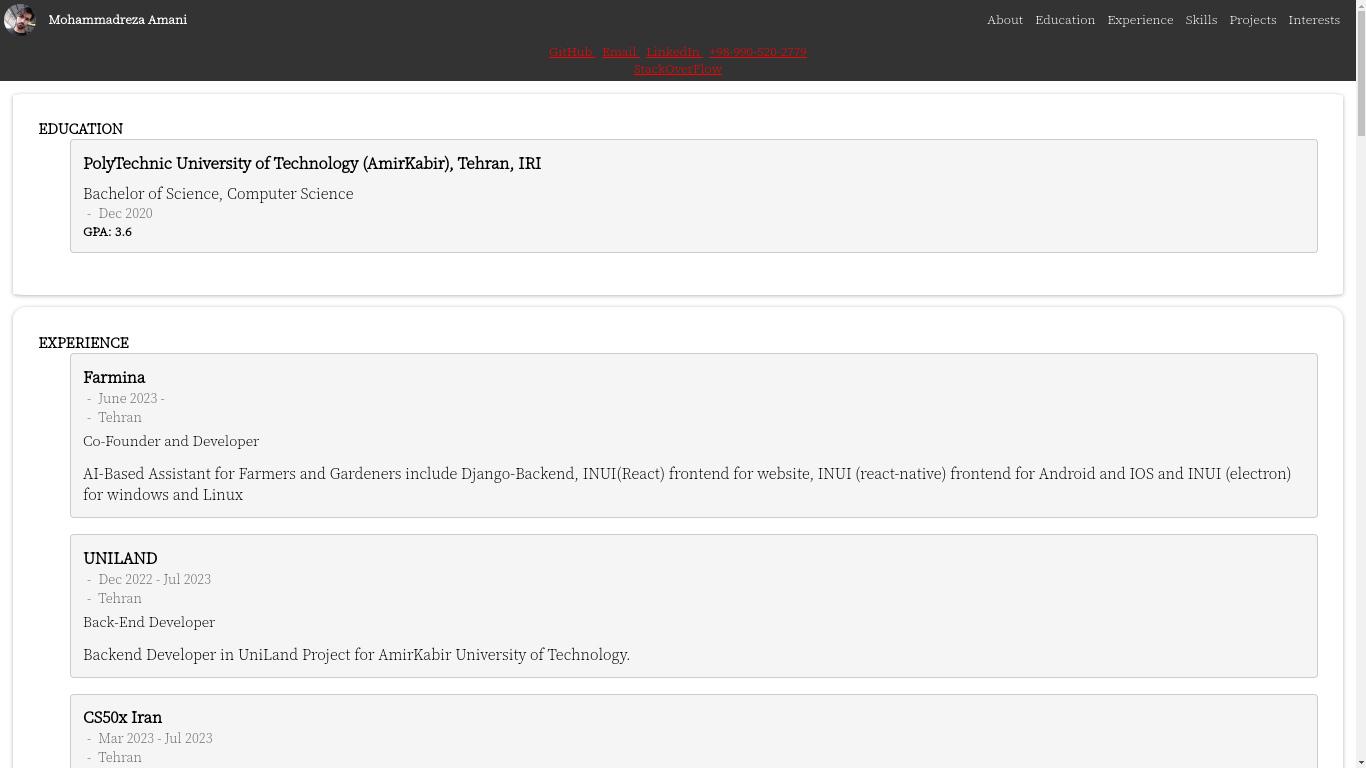 Mohammadreza Amani
About Education Experience Skills Projects Interests
GitHub Email LinkedIn +98-990-520-2779
StackOverFlow
EDUCATION
PolyTechnic University of Technology (AmirKabir), Tehran, IRI
Bachelor of Science, Computer Science
- Dec 2020
GPA: 3.6
EXPERIENCE
Farmina
- June 2023 -
- Tehran
Co-Founder and Developer
AI-Based Assistant for Farmers and Gardeners include Django-Backend, INUI(React) frontend for website, INUI (react-native) frontend for Android and IOS and INUI (electron)
for windows and Linux
UNILAND
- Dec 2022 - Jul 2023
- Tehran
Back-End Developer
Backend Developer in UniLand Project for AmirKabir University of Technology.
CS50x Iran
- Mar 2023 - Jul 2023
- Tehran